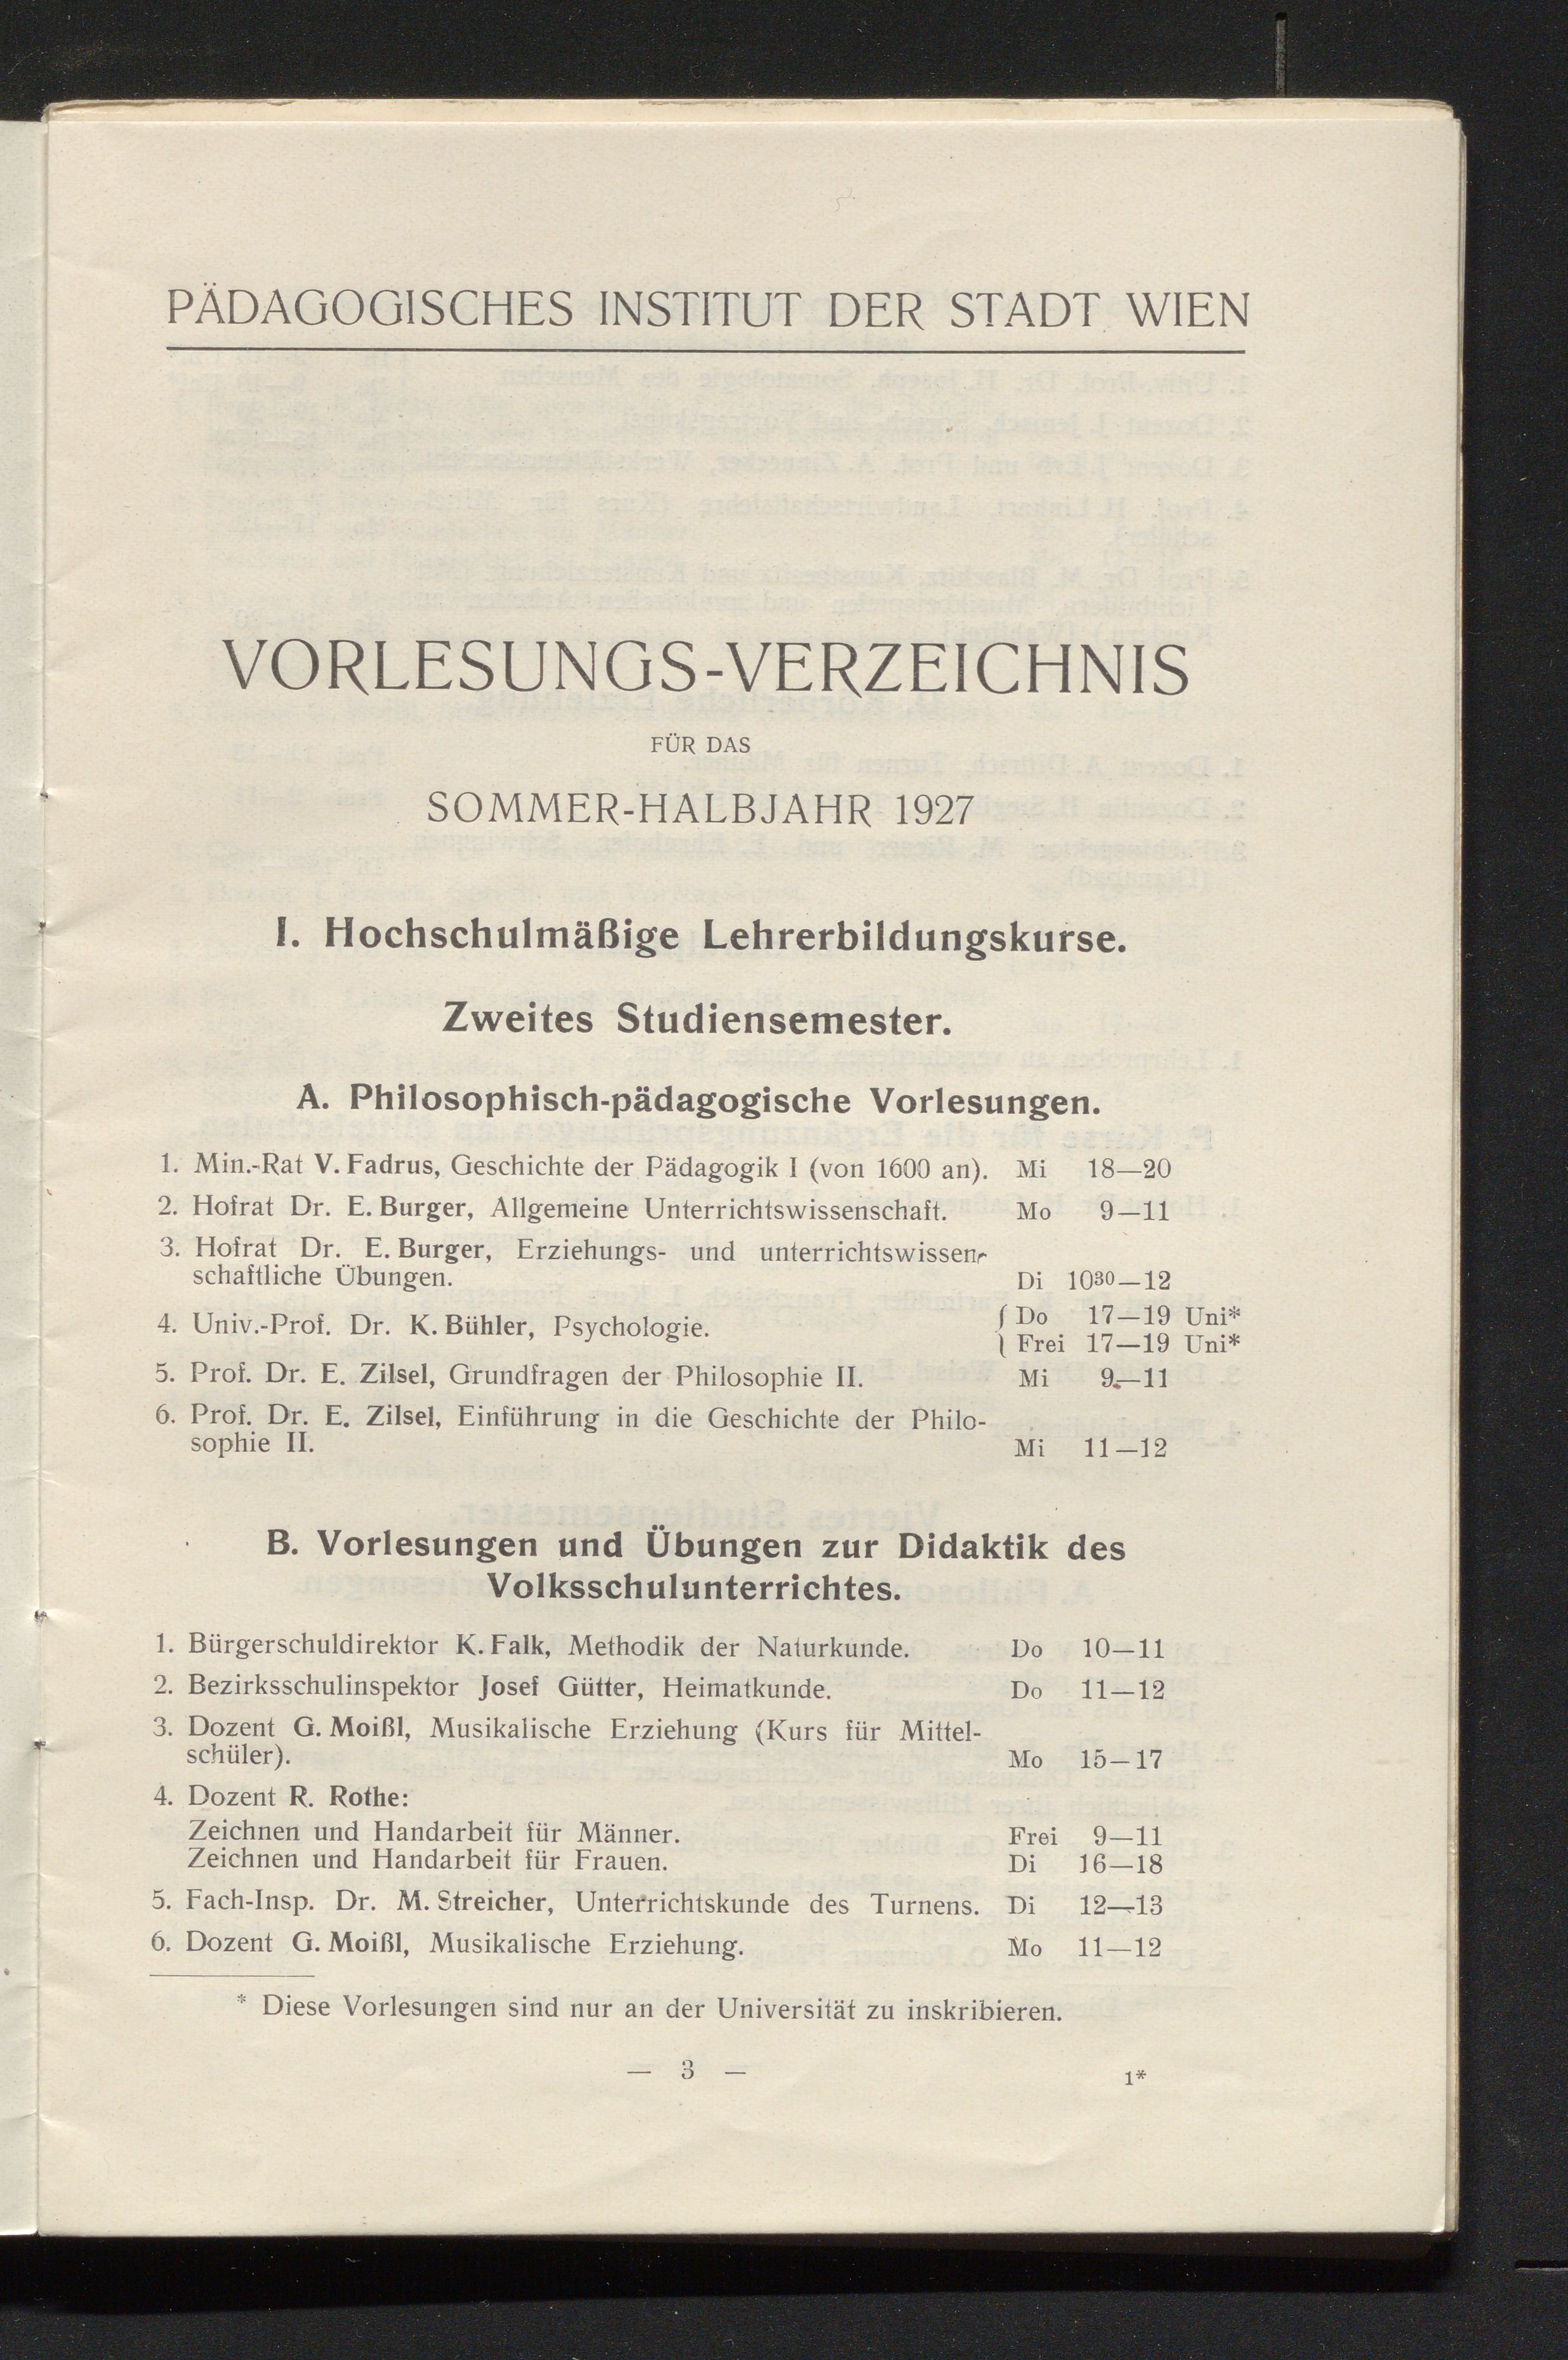 PÄDAGOGISCHES INSTITUT DER STADT WIEN
VORLESUNGS-VERZEICHNIS
FÜR DAS
SOMMER-HALBJAHR 1927
I. Hochschulmäßige Lehrerbildungskurse.
Zweites Studiensemester.
A. Philosophisch-pädagogische Vorlesungen.
1. Min.-Rat V. Fadrus, Geschichte der Pädagogik I (von 1600 an). Mi 18—20
2. Hofrat Dr. E. Burger, Allgemeine Unterrichtswissenschaft. Mo 9—11
3. Hofrat Dr. E. Burger, Erziehungs- und unterrichtswissen-
schaftliche Übungen. Di 10³⁰—12
4. Univ.-Prof. Dr. K. Bühler, Psychologie. { Do 17—19 Uni*
Frei 17—19 Uni*
5. Prof. Dr. E. Zilsel, Grundfragen der Philosophie II. Mi 9—11
6. Prof. Dr. E. Zilsel, Einführung in die Geschichte der Philo-
sophie II. Mi 11—12
B. Vorlesungen und Übungen zur Didaktik des
Volksschulunterrichtes.
1. Bürgerschuldirektor K. Falk, Methodik der Naturkunde. Do 10—11
2. Bezirksschulinspektor Josef Gütter, Heimatkunde. Do 11—12
3. Dozent G. Moißl, Musikalische Erziehung (Kurs für Mittel-
schüler). Mo 15—17
4. Dozent R. Rothe:
Zeichnen und Handarbeit für Männer. Frei 9—11
Zeichnen und Handarbeit für Frauen. Di 16—18
5. Fach-Insp. Dr. M. Streicher, Unterrichtskunde des Turnens. Di 12—13
6. Dozent G. Moißl, Musikalische Erziehung. Mo 11—12
* Diese Vorlesungen sind nur an der Universität zu inskribieren.
— 3 — 1*